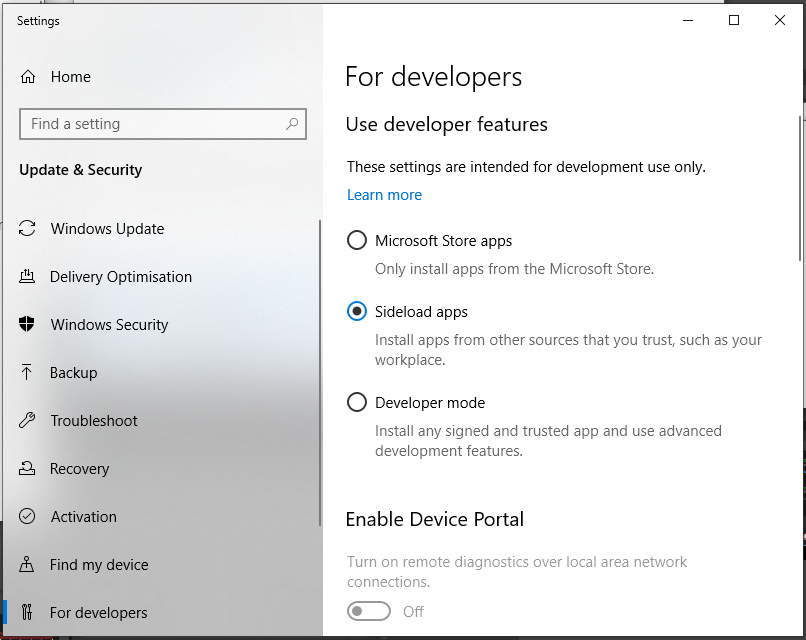 Settings
Home
Find a setting
Update & Security
Windows Update
Delivery Optimisation
Windows Security
Backup
Troubleshoot
Recovery
Activation
Find my device
For developers
For developers
Use developer features
These settings are intended for development use only.
Learn more
Microsoft Store apps
Only install apps from the Microsoft Store.
Sideload apps
Install apps from other sources that you trust, such as your
workplace.
Developer mode
Install any signed and trusted app and use advanced
development features.
Enable Device Portal
Turn on remote diagnostics over local area network
connections.
Off